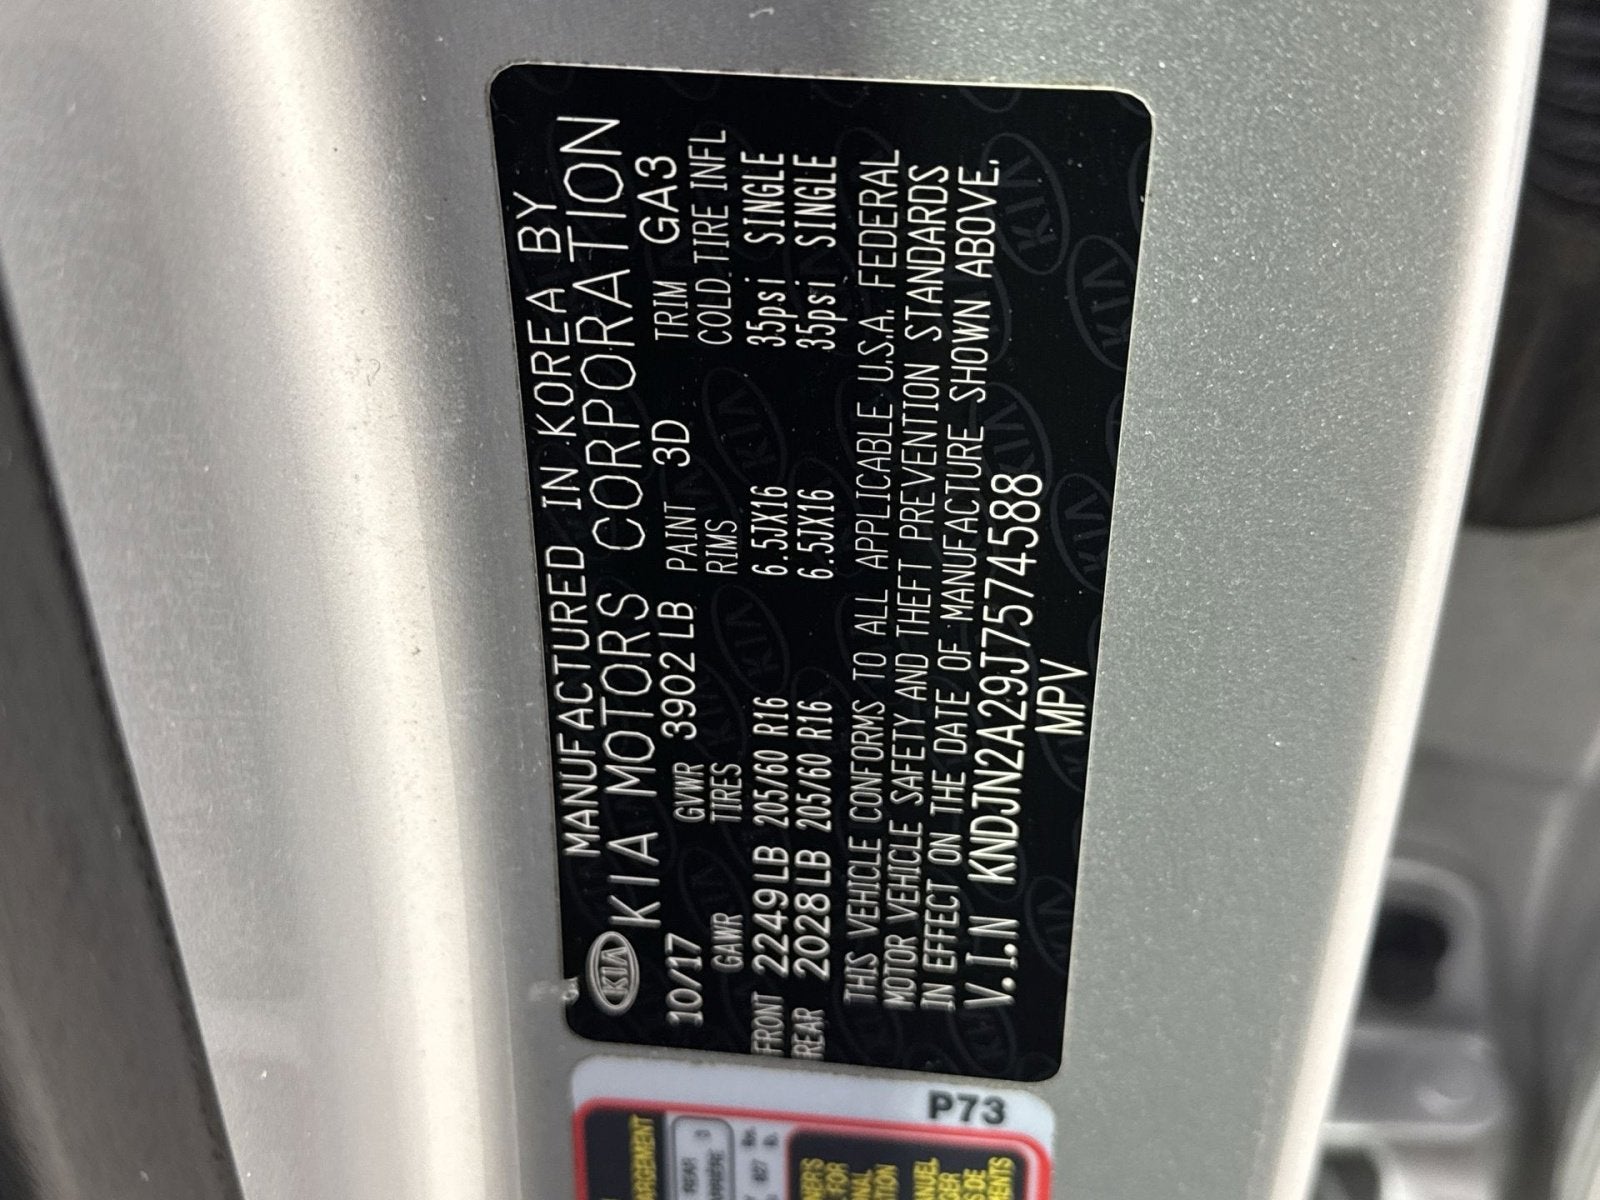 KIA
MANUFACTURED IN KOREA BY
KIA MOTORS CORPORATION
10/17 GVWR 3902LB PAINT 3D TRIM GA3
GAWR TIRES RIMS COLD TIRE INFL
FRONT 2249LB 205/60 R16 6.5JX16 35psi SINGLE
REAR 2028LB 205/60 R16 6.5JX16 35psi SINGLE
THIS VEHICLE CONFORMS TO ALL APPLICABLE U.S.A. FEDERAL
MOTOR VEHICLE SAFETY AND THEFT PREVENTION STANDARDS
IN EFFECT ON THE DATE OF MANUFACTURE SHOWN ABOVE.
V.I.N KNDJN2A29J7574588
MPV
P73
REAR